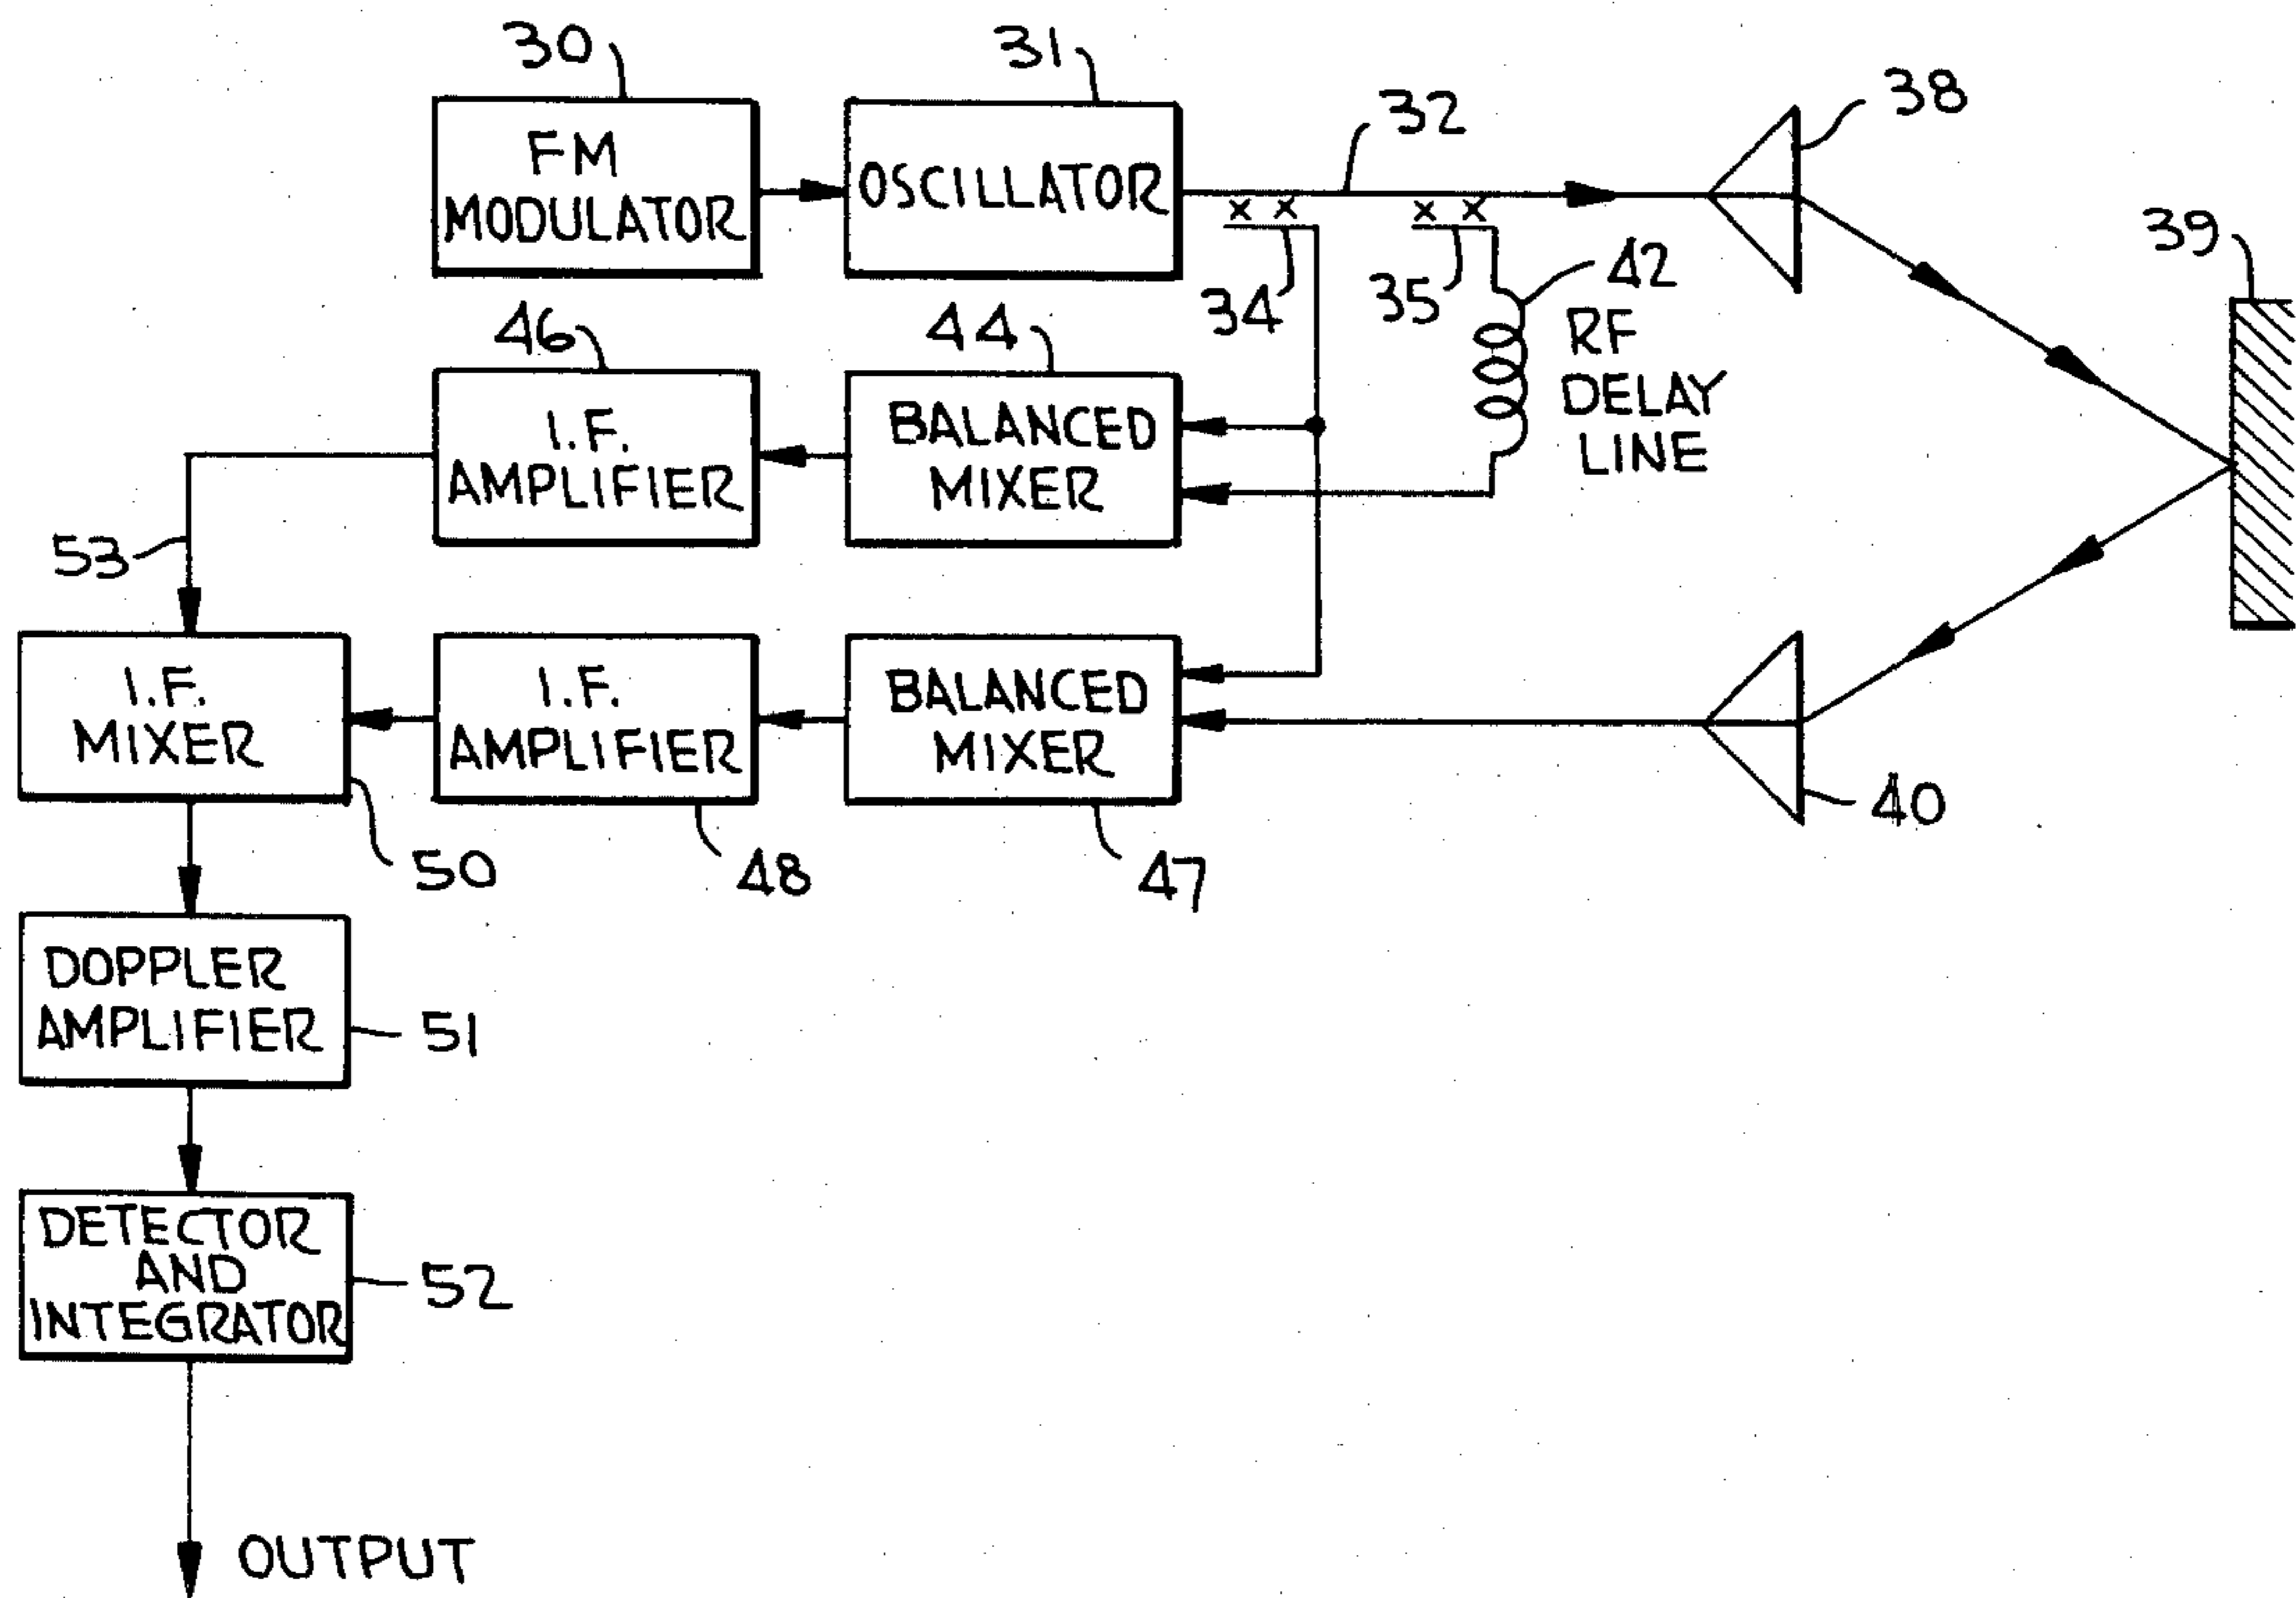 30
31
32
38
FM
MODULATOR
OSCILLATOR
39
34
35
42
RF
DELAY
LINE
46
44
I.F.
AMPLIFIER
BALANCED
MIXER
53
I.F.
MIXER
I.F.
AMPLIFIER
BALANCED
MIXER
40
50
48
47
DOPPLER
AMPLIFIER
51
DETECTOR
AND
INTEGRATOR
52
OUTPUT